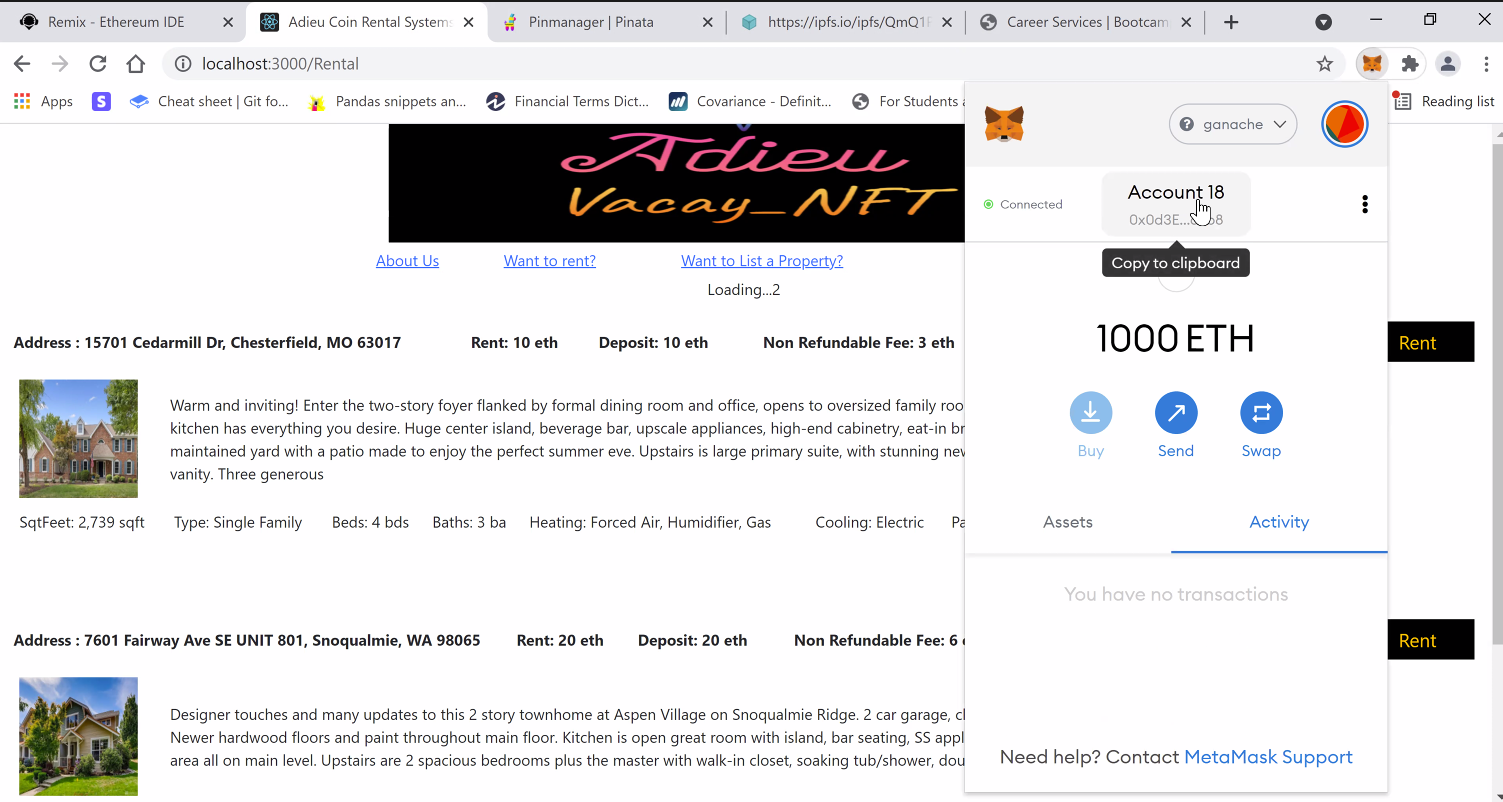 Remix - Ethereum IDE
Adieu Coin Rental Systems
Pinmanager | Pinata
https://ipfs.io/ipfs/QmQ1
Career Services | Bootcam
localhost:3000/Rental
Apps
Cheat sheet | Git fo...
Pandas snippets an...
Financial Terms Dict...
Covariance - Definit...
For Students
Reading list
Adieu
Vacay_NFT
ganache
Connected
Account 18
0x0d3E...
Copy to clipboard
About Us Want to rent? Want to List a Property?
Loading...2
1000 ETH
Address : 15701 Cedarmill Dr, Chesterfield, MO 63017 Rent: 10 eth Deposit: 10 eth Non Refundable Fee: 3 eth
Rent
Warm and inviting! Enter the two-story foyer flanked by formal dining room and office, opens to oversized family
kitchen has everything you desire. Huge center island, beverage bar, upscale appliances, high-end cabinetry, eat-in
maintained yard with a patio made to enjoy the perfect summer eve. Upstairs is large primary suite, with stunning
vanity. Three generous
Buy Send Swap
SqtFeet: 2,739 sqft Type: Single Family Beds: 4 bds Baths: 3 ba Heating: Forced Air, Humidifier, Gas Cooling: Electric
Assets Activity
You have no transactions
Address : 7601 Fairway Ave SE UNIT 801, Snoqualmie, WA 98065 Rent: 20 eth Deposit: 20 eth Non Refundable Fee: 6
Rent
Designer touches and many updates to this 2 story townhome at Aspen Village on Snoqualmie Ridge. 2 car garage,
Newer hardwood floors and paint throughout main floor. Kitchen is open great room with island, bar seating, SS
area all on main level. Upstairs are 2 spacious bedrooms plus the master with walk-in closet, soaking tub/shower,
Need help? Contact MetaMask Support